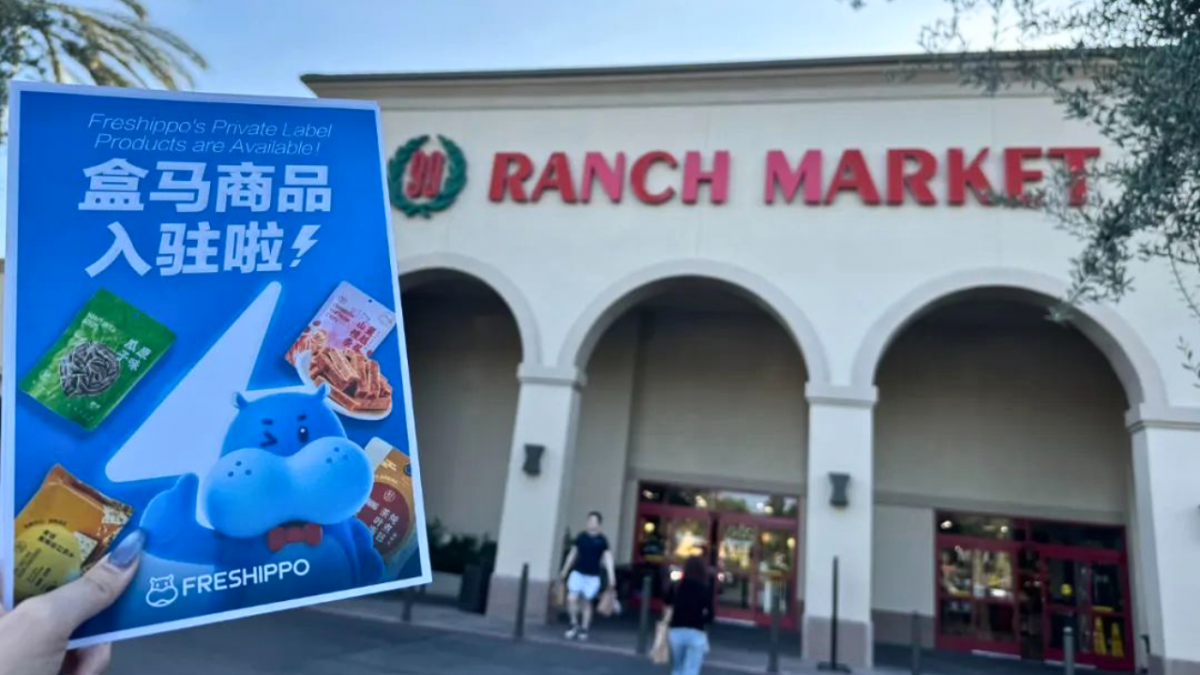 Freshippo's Private Label
Products are Available!
盒马商品
入驻啦!
FRESHIPPO
99 RANCH MARKET